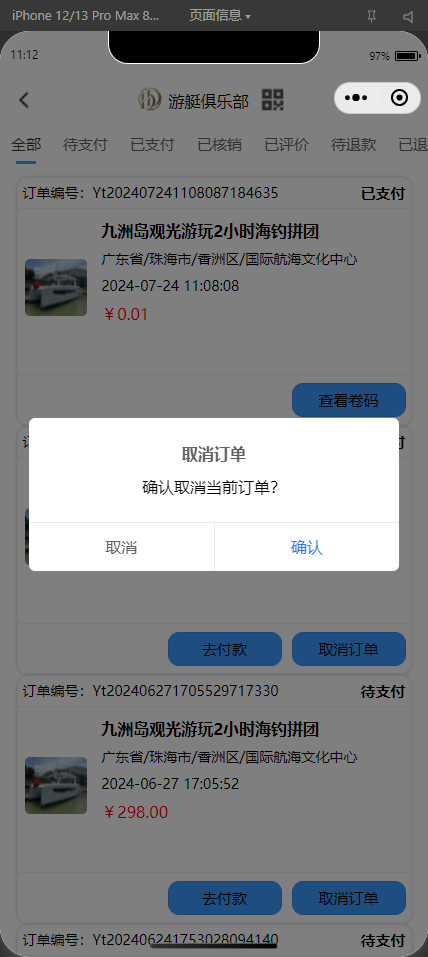 iPhone 12/13 Pro Max 8... 页面信息
11:12 97%
游艇俱乐部
全部 待支付 已支付 已核销 已评价 待退款 已退
订单编号：Yt202407241108087184635 已支付
九洲岛观光游玩2小时海钓拼团
广东省/珠海市/香洲区/国际航海文化中心
2024-07-24 11:08:08
￥0.01
查看卷码
取消订单
确认取消当前订单？
取消 确认
去付款 取消订单
订单编号：Yt202406271705529717330 待支付
九洲岛观光游玩2小时海钓拼团
广东省/珠海市/香洲区/国际航海文化中心
2024-06-27 17:05:52
￥298.00
去付款 取消订单
订单编号：Yt202406241753028094140 待支付